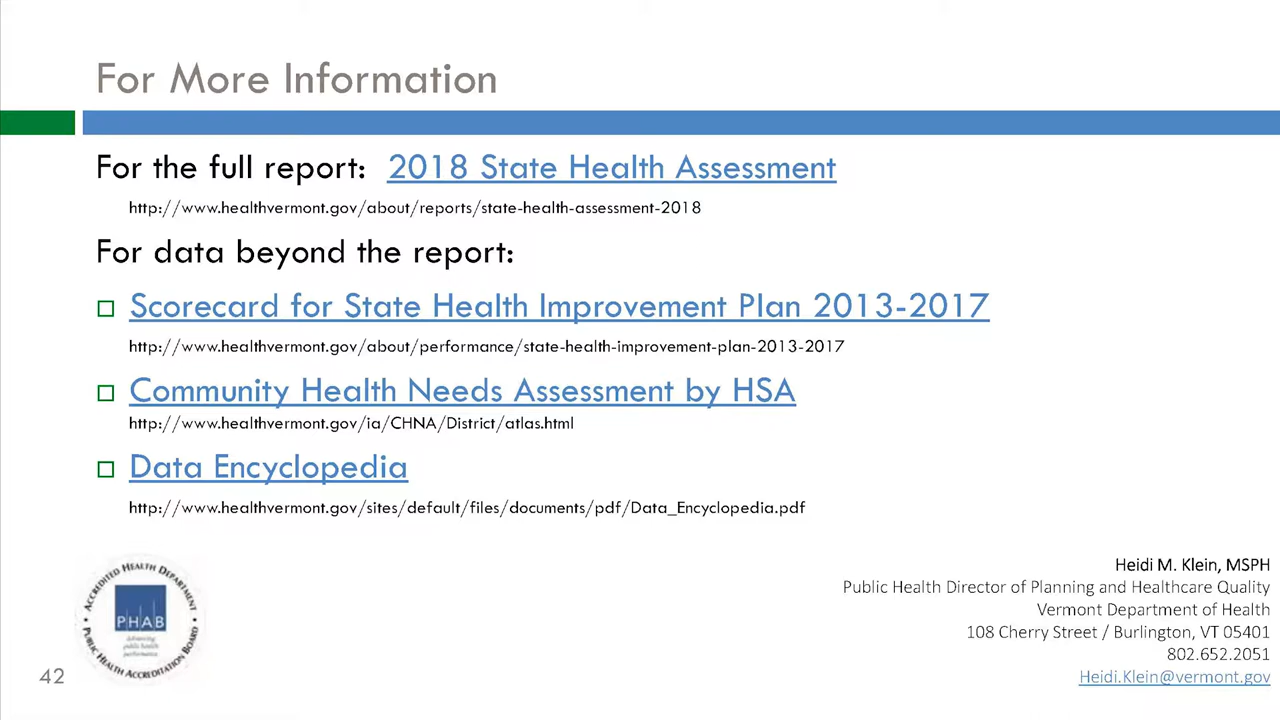 For More Information
For the full report: 2018 State Health Assessment
http://www.healthvermont.gov/about/reports/state-health-assessment-2018
For data beyond the report:
Scorecard for State Health Improvement Plan 2013-2017
http://www.healthvermont.gov/about/performance/state-health-improvement-plan-2013-2017
Community Health Needs Assessment by HSA
http://www.healthvermont.gov/ia/CHNA/District/atlas.html
Data Encyclopedia
http://www.healthvermont.gov/sites/default/files/documents/pdf/Data_Encyclopedia.pdf
ACCREDITED HEALTH DEPARTMENT
PHAB
Advancing
public health
performance
PUBLIC HEALTH ACCREDITATION BOARD
Heidi M. Klein, MSPH
Public Health Director of Planning and Healthcare Quality
Vermont Department of Health
108 Cherry Street / Burlington, VT 05401
802.652.2051
Heidi.Klein@vermont.gov
42